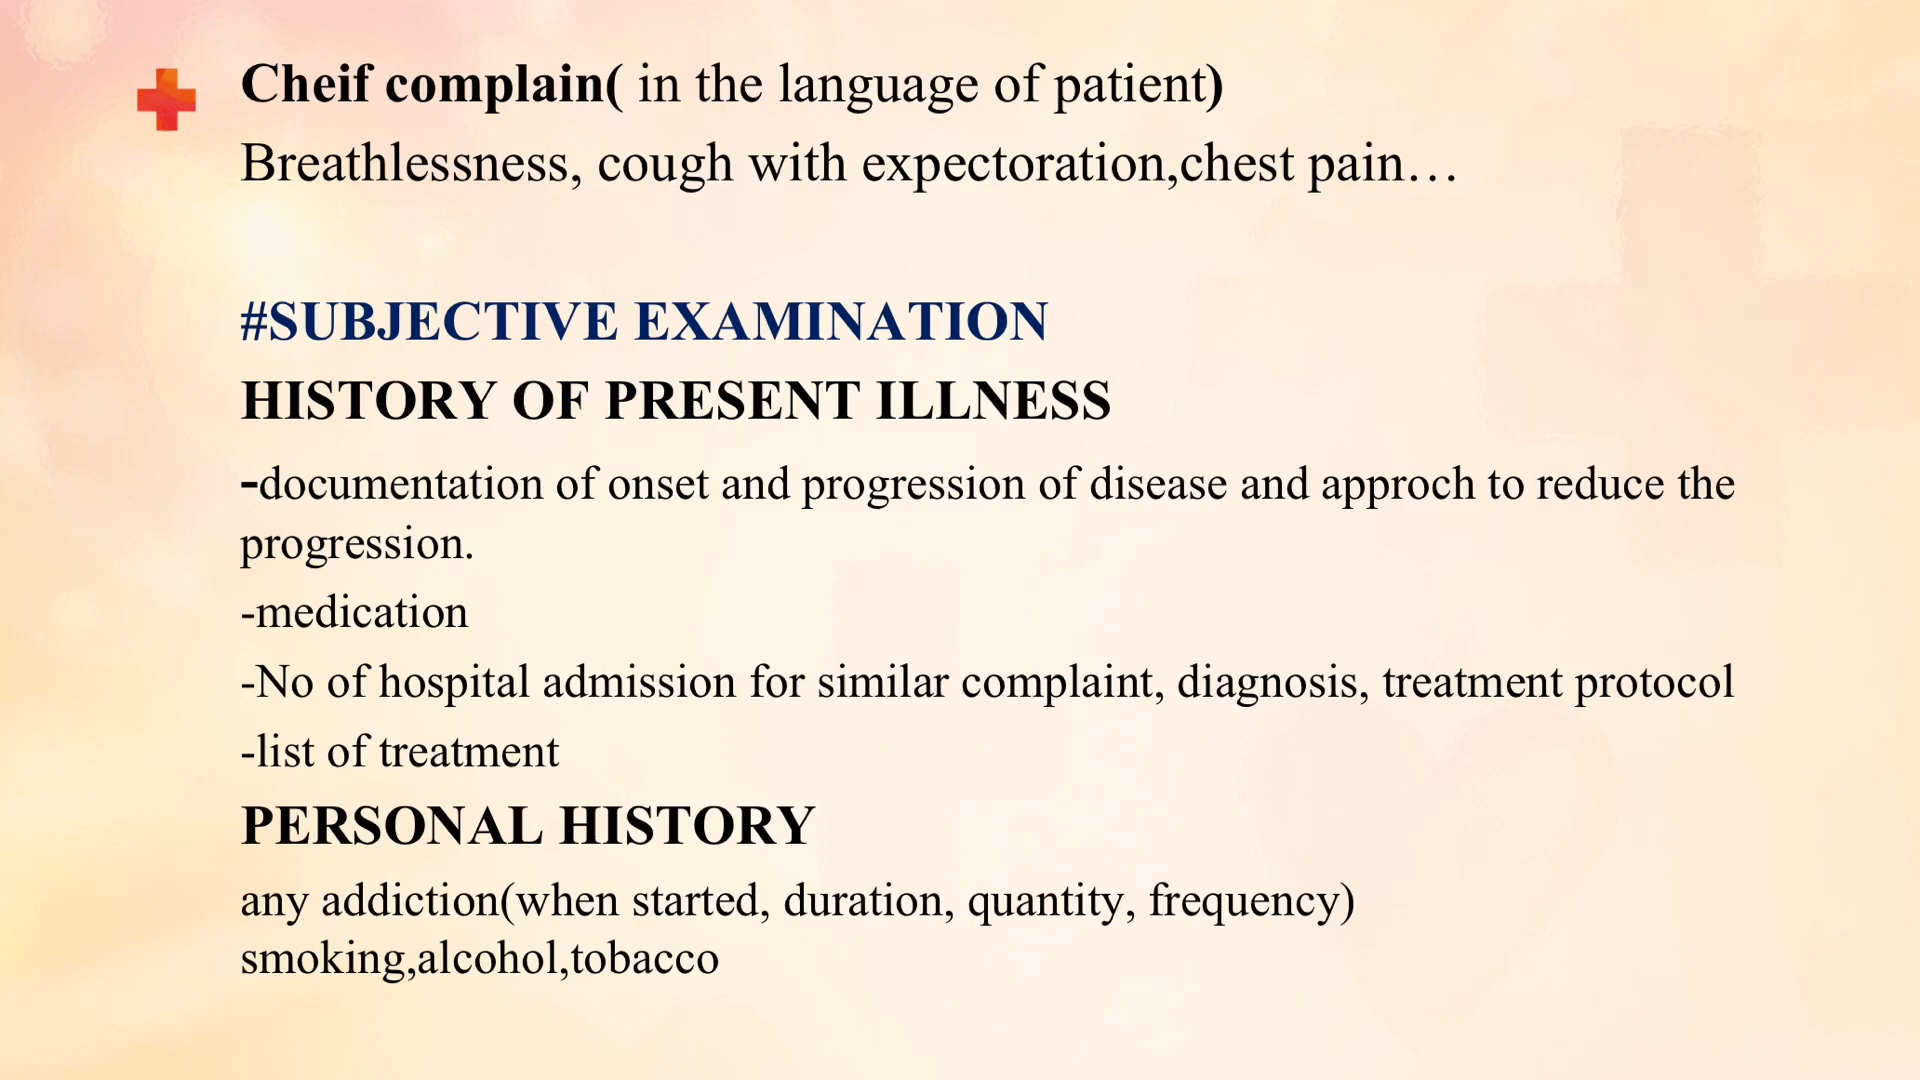 Cheif complain( in the language of patient)
Breathlessness, cough with expectoration,chest pain…
#SUBJECTIVE EXAMINATION
HISTORY OF PRESENT ILLNESS
-documentation of onset and progression of disease and approch to reduce the
progression.
-medication
-No of hospital admission for similar complaint, diagnosis, treatment protocol
-list of treatment
PERSONAL HISTORY
any addiction(when started, duration, quantity, frequency)
smoking,alcohol,tobacco